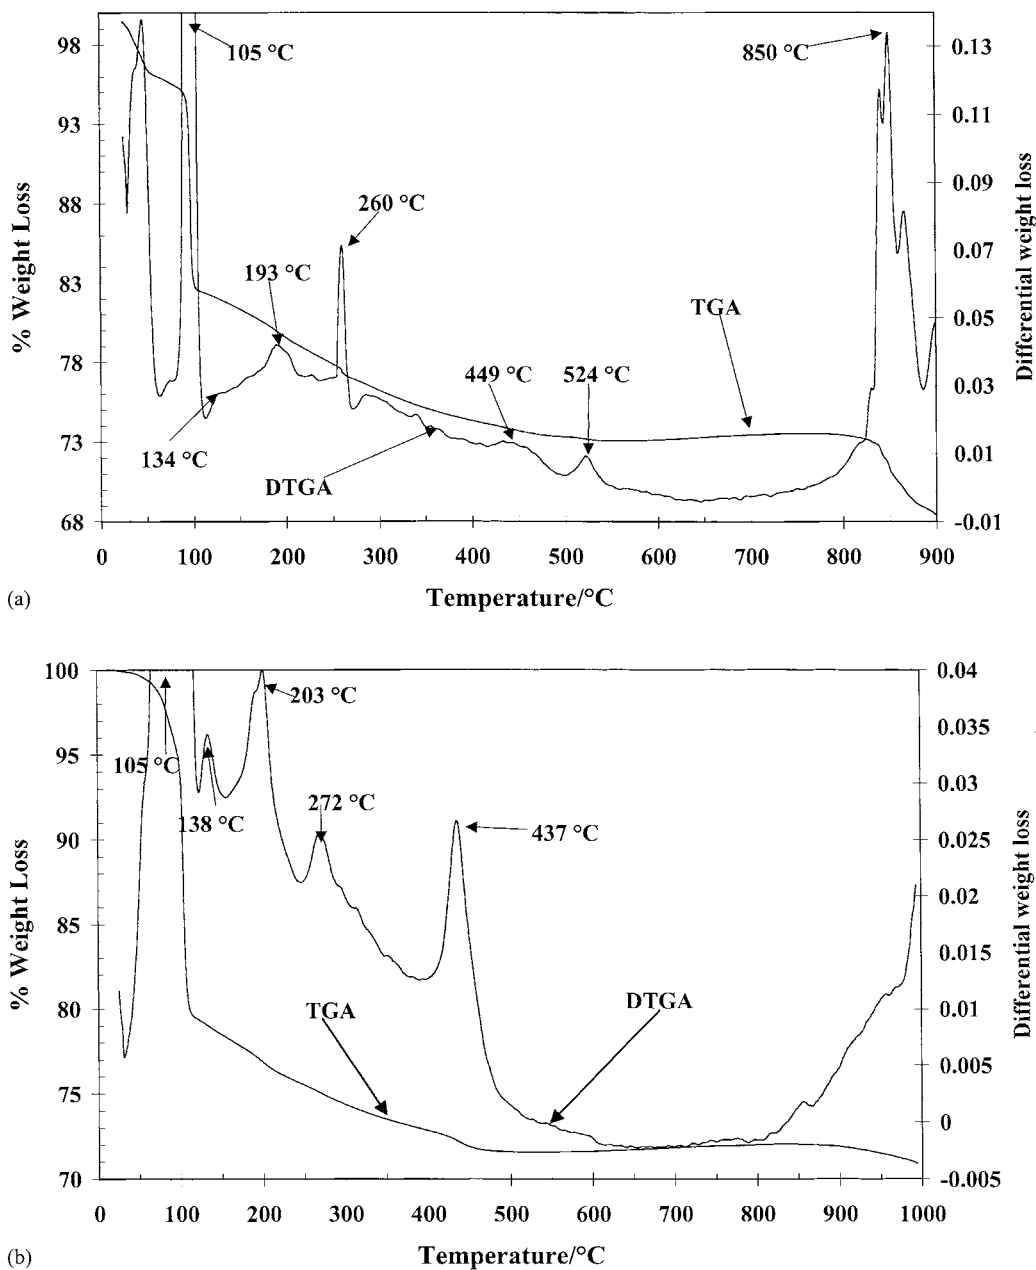 98
93
88
83
78
73
68
% Weight Loss
105 °C
850 °C
260 °C
193 °C
134 °C
DTGA
449 °C
524 °C
TGA
0.13
0.11
0.09
0.07
0.05
0.03
0.01
-0.01
Differential weight loss
0 100 200 300 400 500 600 700 800 900
Temperature/°C
(a)
100
95
90
85
80
75
70
% Weight Loss
105 °C
138 °C
203 °C
272 °C
437 °C
TGA
DTGA
0.04
0.035
0.03
0.025
0.02
0.015
0.01
0.005
0
-0.005
Differential weight loss
0 100 200 300 400 500 600 700 800 900 1000
Temperature/°C
(b)